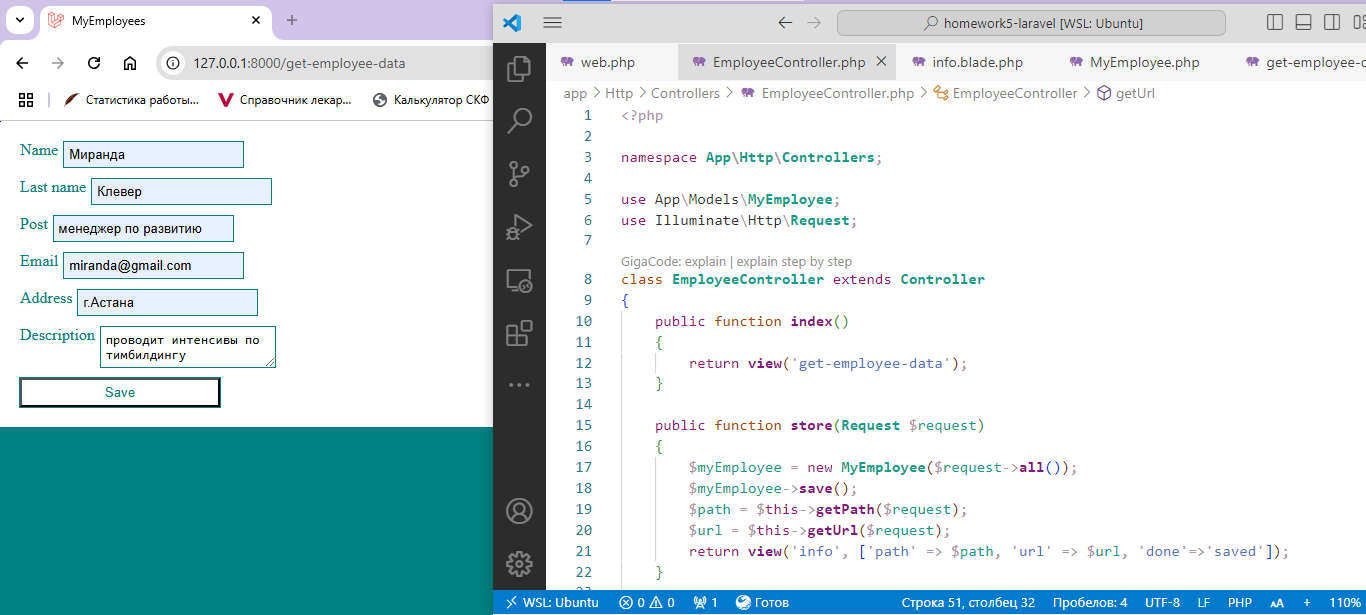 MyEmployees
127.0.0.1:8000/get-employee-data
Статистика работы...
Справочник лекар...
Калькулятор СКФ
Name Миранда
Last name Клевер
Post менеджер по развитию
Email miranda@gmail.com
Address г.Астана
Description проводит интенсивы по
тимбилдингу
Save
homework5-laravel [WSL: Ubuntu]
web.php
EmployeeController.php
info.blade.php
MyEmployee.php
get-employee-c
app > Http > Controllers > EmployeeController.php > EmployeeController > getUrl
1 <?php
2
3 namespace App\Http\Controllers;
4
5 use App\Models\MyEmployee;
6 use Illuminate\Http\Request;
7
GigaCode: explain | explain step by step
8 class EmployeeController extends Controller
9 {
10 public function index()
11 {
12 return view('get-employee-data');
13 }
14
15 public function store(Request $request)
16 {
17 $myEmployee = new MyEmployee($request->all());
18 $myEmployee->save();
19 $path = $this->getPath($request);
20 $url = $this->getUrl($request);
21 return view('info', ['path' => $path, 'url' => $url, 'done'=>'saved']);
22 }
WSL: Ubuntu 0 0 1 Готов Строка 51, столбец 32 Пробелов: 4 UTF-8 LF PHP 110%